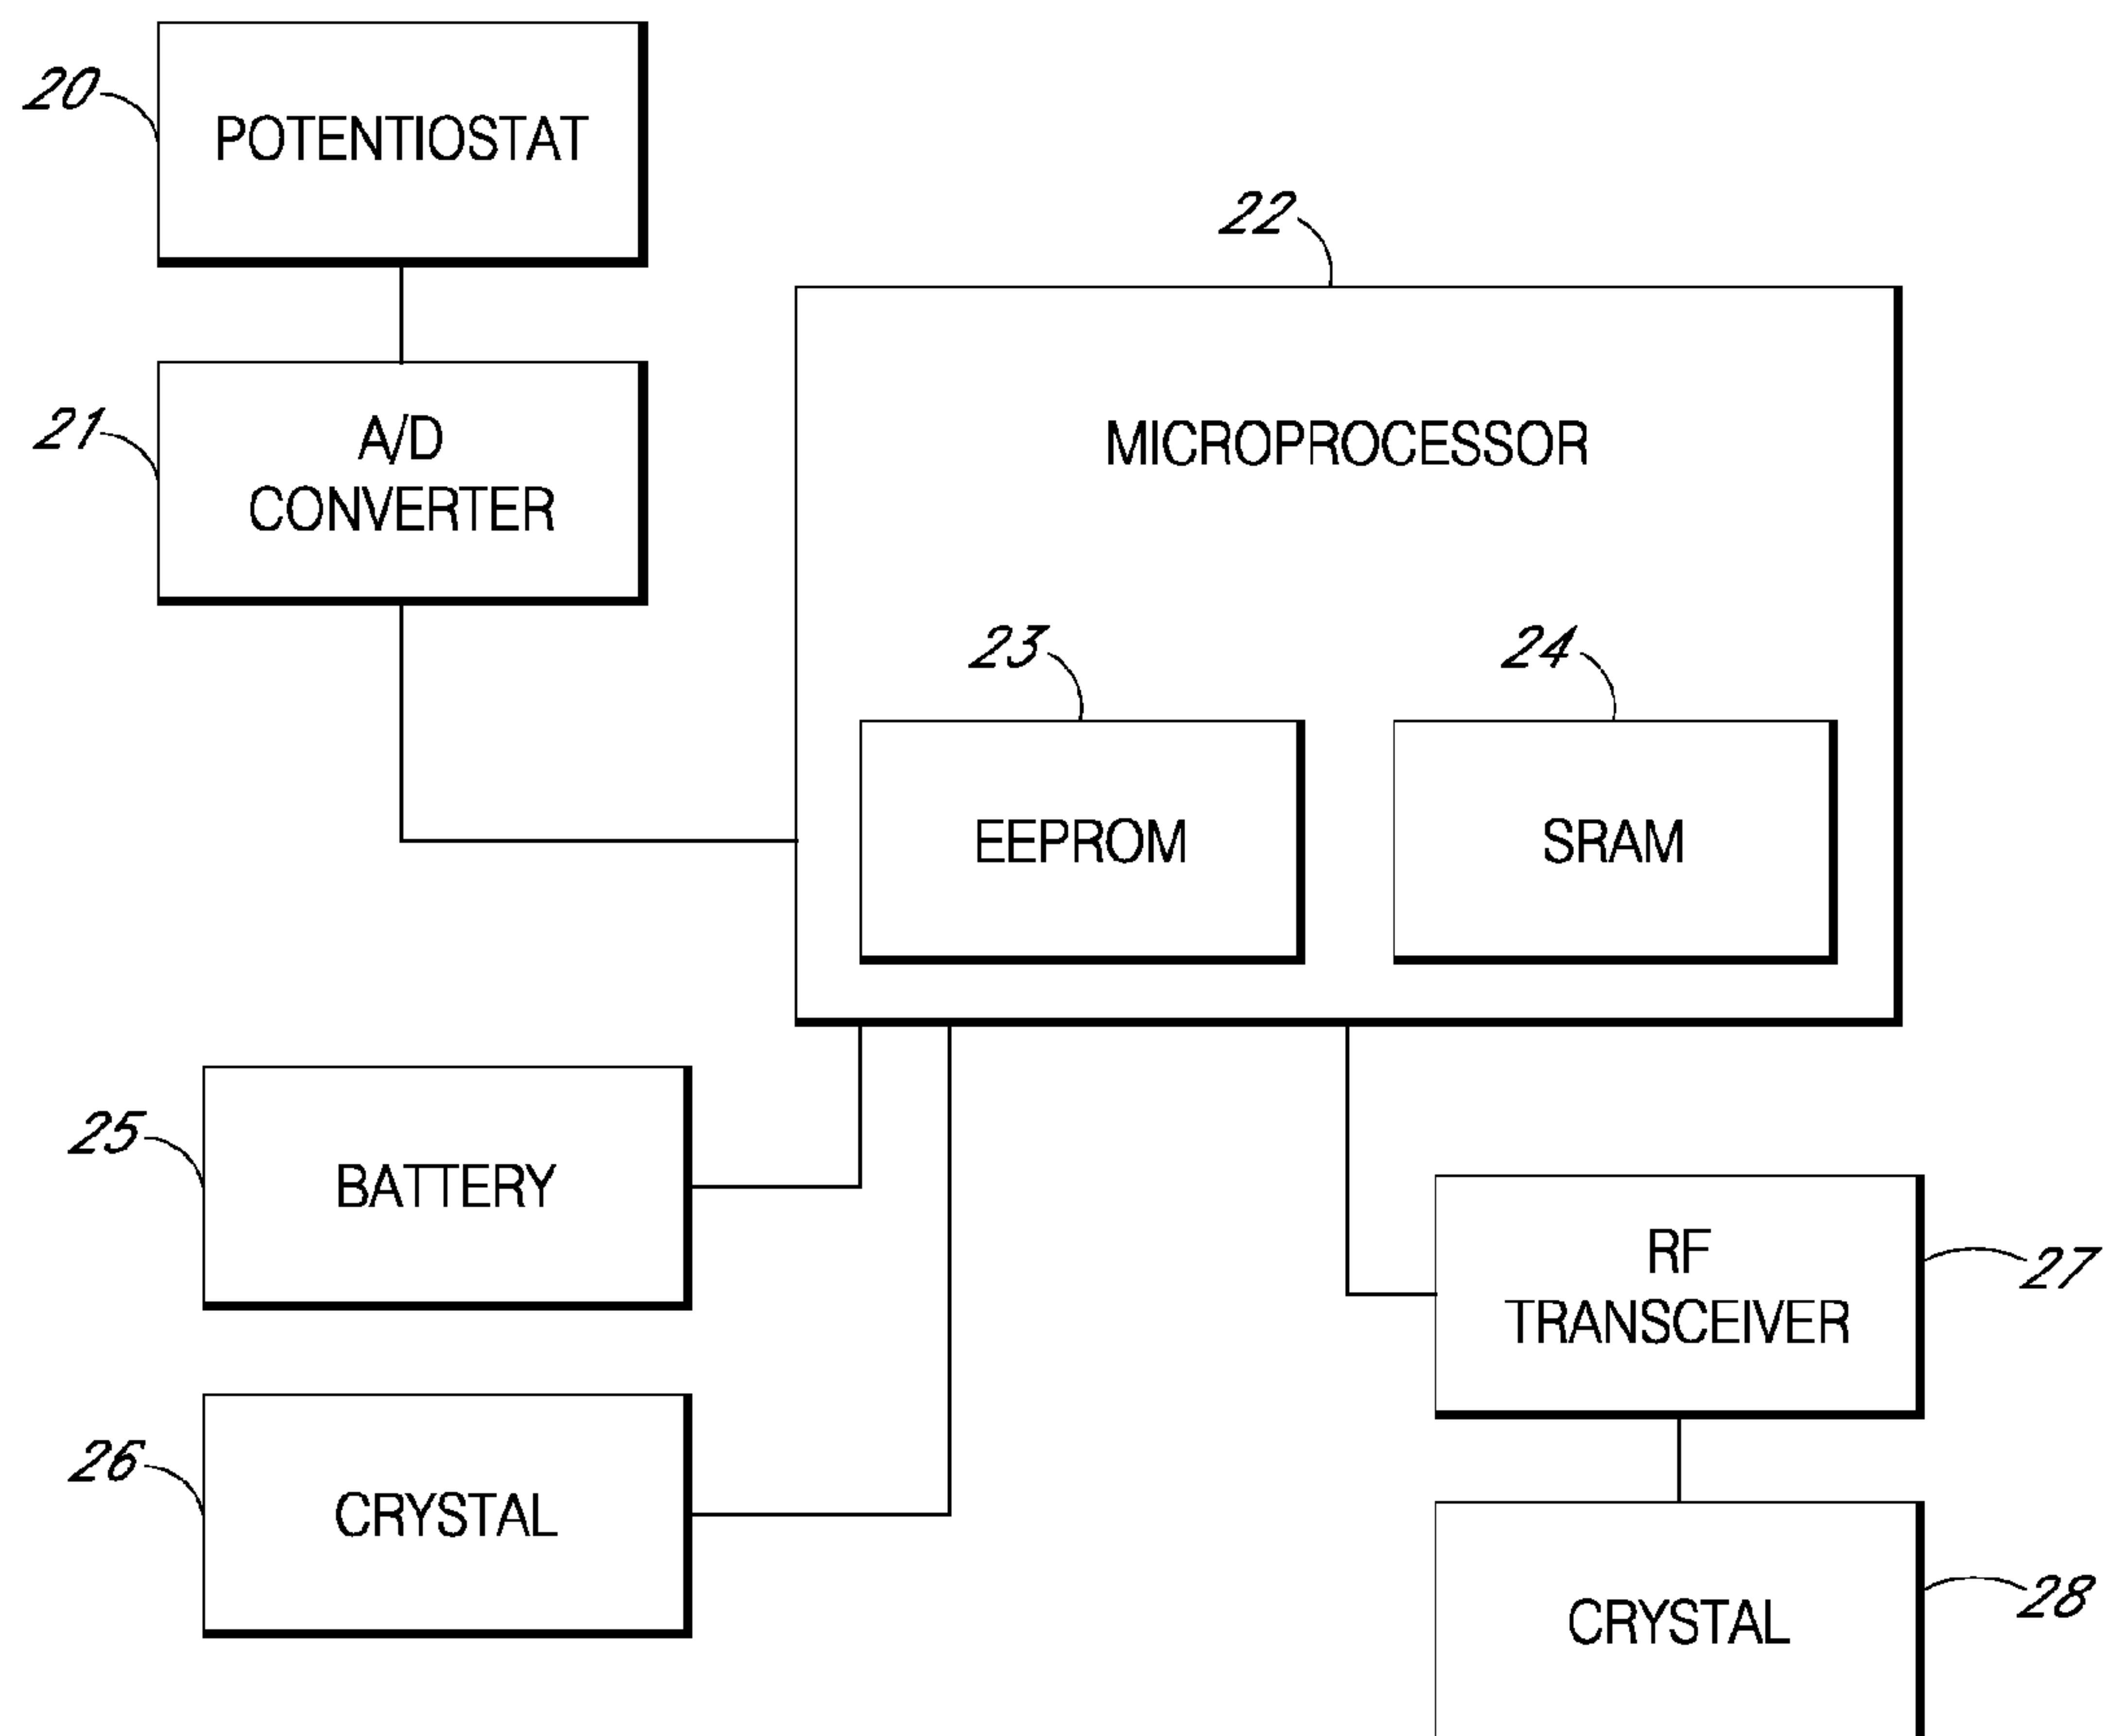 20
POTENTIOSTAT
21
A/D
CONVERTER
22
MICROPROCESSOR
23
EEPROM
24
SRAM
25
BATTERY
26
CRYSTAL
RF
TRANSCEIVER
27
CRYSTAL
28